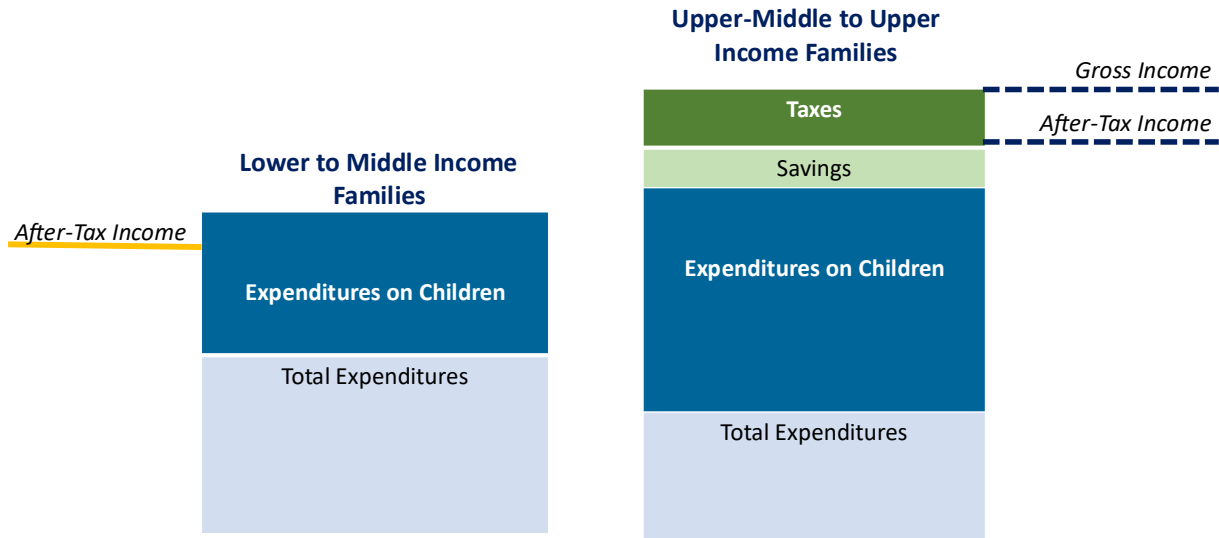 Upper-Middle to Upper
Income Families
Gross Income
Taxes
After-Tax Income
Savings
Lower to Middle Income
Families
After-Tax Income
Expenditures on Children
Expenditures on Children
Total Expenditures
Total Expenditures